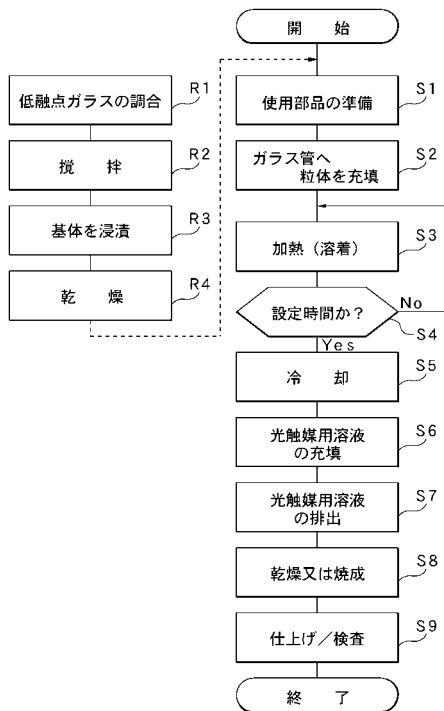 開　始
低融点ガラスの調合
R1
攪　拌
R2
基体を浸漬
R3
乾　燥
R4
使用部品の準備
S1
ガラス管へ
粒体を充填
S2
加熱（溶着）
S3
設定時間か？
No
S4
Yes
冷　却
S5
光触媒用溶液
の充填
S6
光触媒用溶液
の排出
S7
乾燥又は焼成
S8
仕上げ／検査
S9
終　了